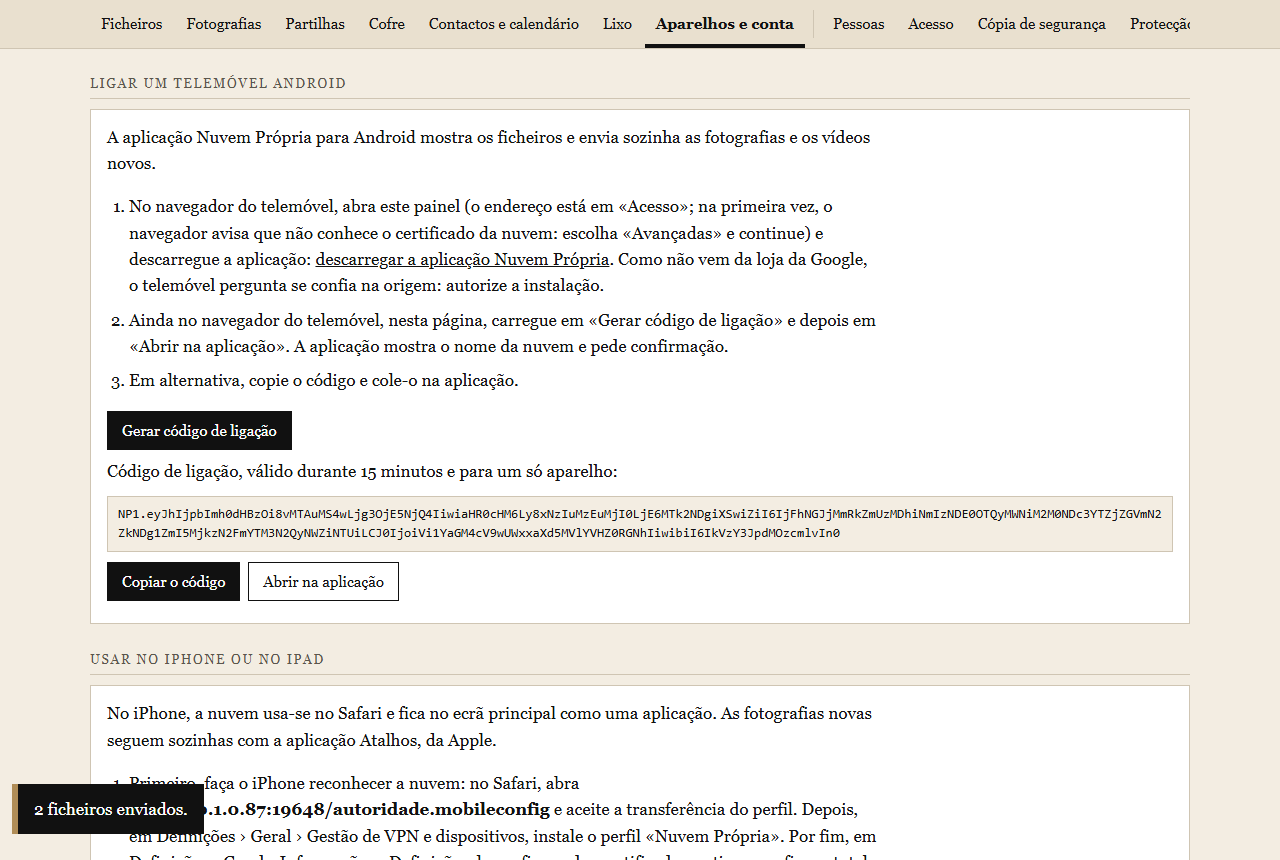 Ficheiros Fotografias Partilhas Cofre Contactos e calendário Lixo Aparelhos e conta Pessoas Acesso Cópia de segurança
LIGAR UM TELEMÓVEL ANDROID
A aplicação Nuvem Própria para Android mostra os ficheiros e envia sozinha as fotografias e os vídeos
novos.
1. No navegador do telemóvel, abra este painel (o endereço está em «Acesso»; na primeira vez, o
navegador avisa que não conhece o certificado da nuvem: escolha «Avançadas» e continue) e
descarregue a aplicação: descarregar a aplicação Nuvem Própria. Como não vem da loja da Google,
o telemóvel pergunta se confia na origem: autorize a instalação.
2. Ainda no navegador do telemóvel, nesta página, carregue em «Gerar código de ligação» e depois em
«Abrir na aplicação». A aplicação mostra o nome da nuvem e pede confirmação.
3. Em alternativa, copie o código e cole-o na aplicação.
Gerar código de ligação
Código de ligação, válido durante 15 minutos e para um só aparelho:
NP1.eyJhIjpbImh0dHBzOi8vMTAuMS4wLjg3OjE5NjQ4IiwiaHR0cHM6Ly8xNzIuMzEuMjI0LjE6MTk2NDgiXSwiZiI6IjFhNGJjMmRkZmUzMDhiNmIzNDE0OTQyMWNiM2M0NDc3YTZjZGVmN2
ZkNDg1ZmI5MjkzN2FmYTM3N2QyNWZiNTUiLCJ0IjoiVi1YaGM4cV9wUWxxaXd5MVlYVHZ0RGNhIiwibiI6IkVzY3JpdMOzcmlvIn0
Copiar o código Abrir na aplicação
USAR NO IPHONE OU NO IPAD
No iPhone, a nuvem usa-se no Safari e fica no ecrã principal como uma aplicação. As fotografias novas
seguem sozinhas com a aplicação Atalhos, da Apple.
faça o iPhone reconhecer a nuvem: no Safari, abra
.1.0.87:19648/autoridade.mobileconfig e aceite a transferência do perfil. Depois,
em Definições › Geral › Gestão de VPN e dispositivos, instale o perfil «Nuvem Própria». Por fim, em
2 ficheiros enviados.